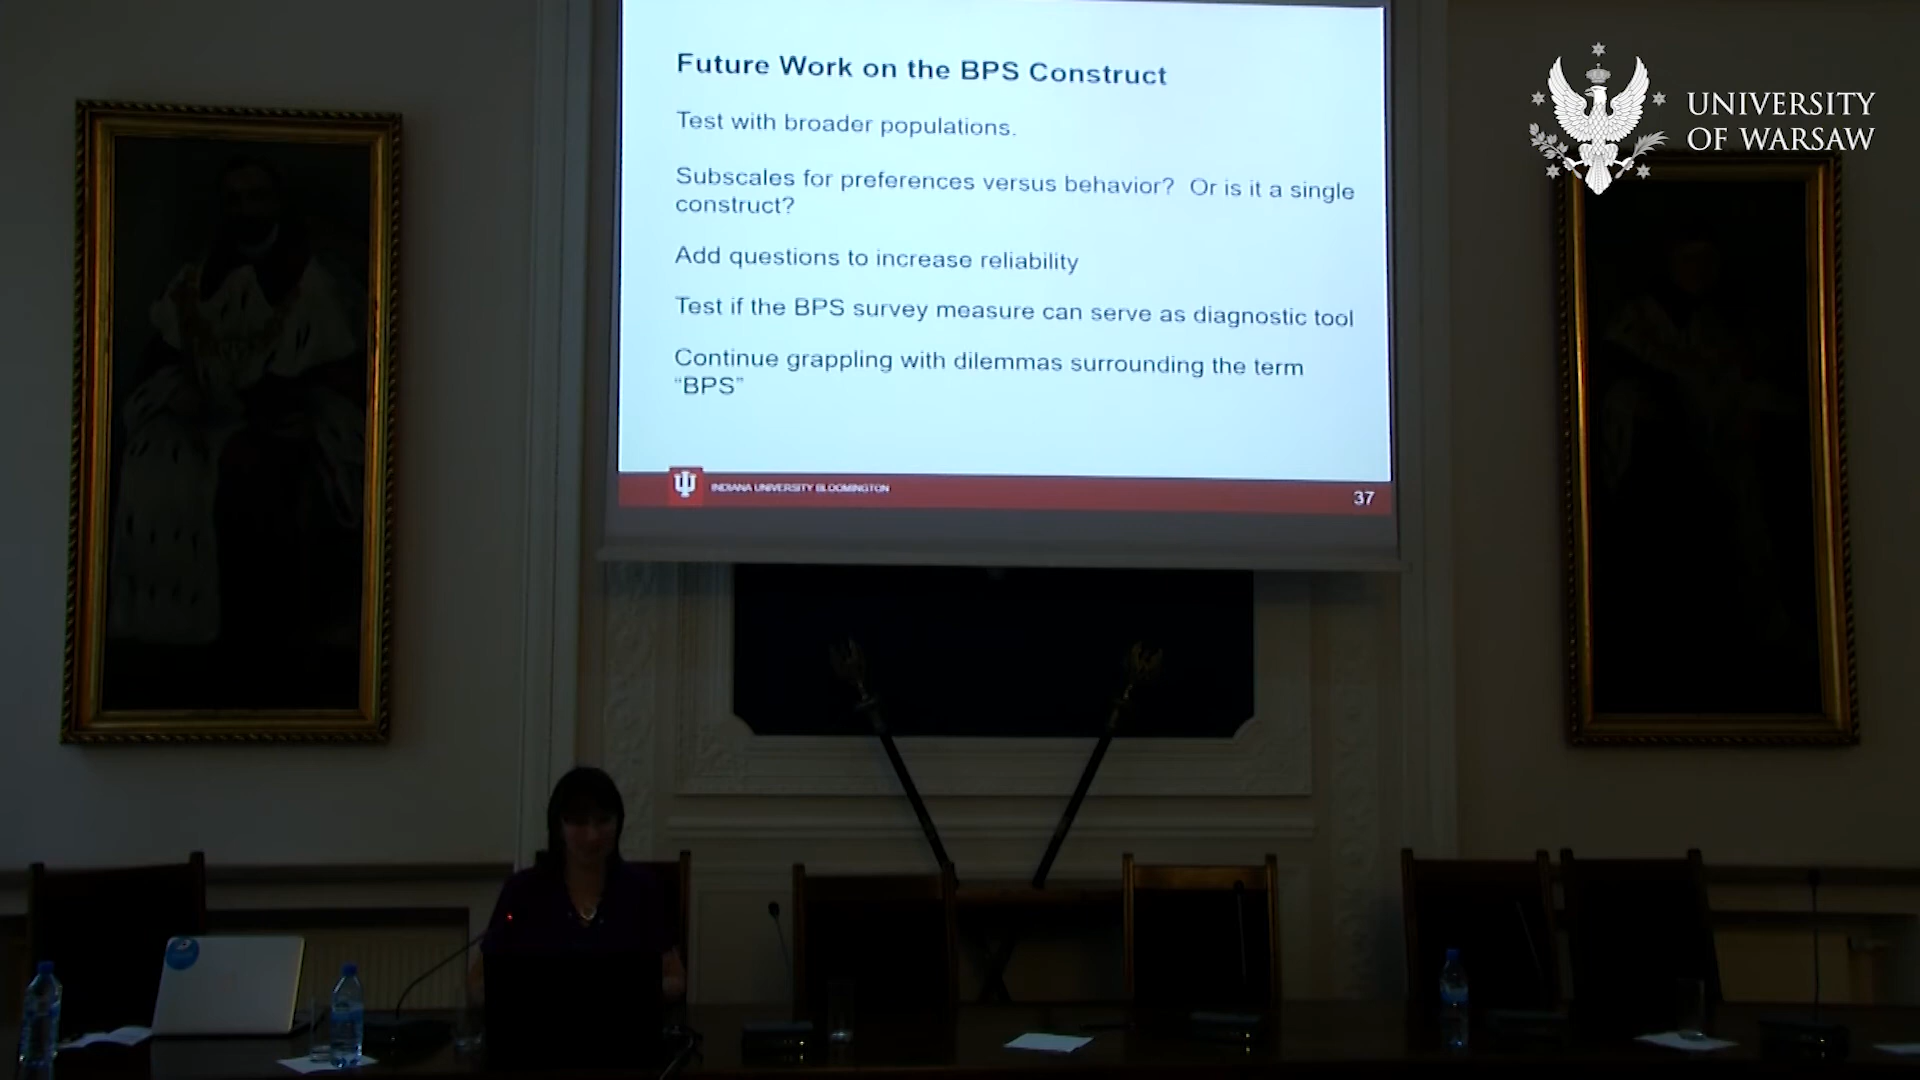 Future Work on the BPS Construct
Test with broader populations.
Subscales for preferences versus behavior? Or is it a single
construct?
Add questions to increase reliability
Test if the BPS survey measure can serve as diagnostic tool
Continue grappling with dilemmas surrounding the term
“BPS”
INDIANA UNIVERSITY BLOOMINGTON
37
UNIVERSITY
OF WARSAW